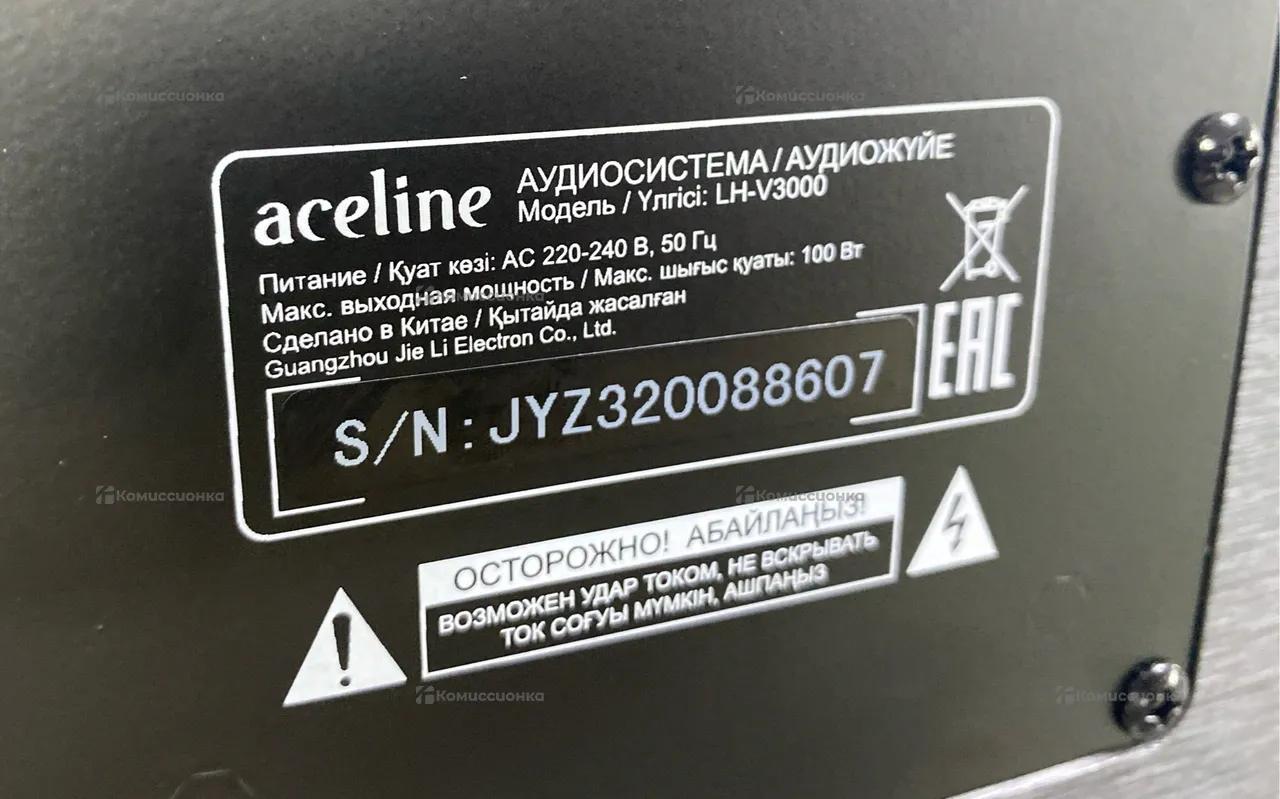 aceline
АУДИОСИСТЕМА / АУДИОЖҮЙЕ
Модель / Үлгісі: LH-V3000
Питание / Қуат көзі: AC 220-240 В, 50 Гц
Макс. выходная мощность / Макс. шығыс қуаты: 100 Вт
Сделано в Китае / Қытайда жасалған
Guangzhou Jie Li Electron Co., Ltd.
EAC
S/N: JYZ320088607
ОСТОРОЖНО! АБАЙЛАҢЫЗ!
ВОЗМОЖЕН УДАР ТОКОМ, НЕ ВСКРЫВАТЬ
ТОК СОҒУЫ МҮМКІН, АШПАҢЫЗ
Комиссионка
Комиссионка
Комиссионка
Комиссионка
Комиссионка
Комиссионка
Комиссионка